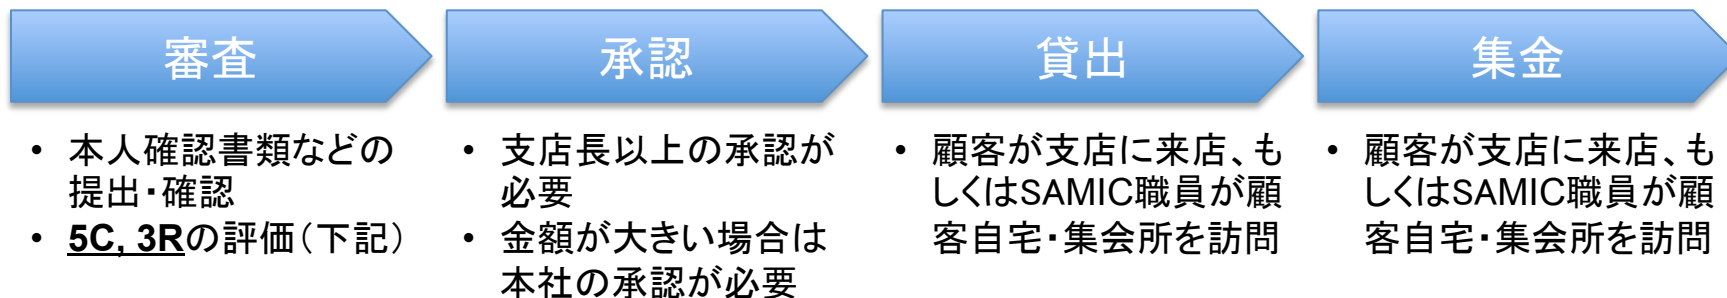 審査
• 本人確認書類などの
提出・確認
• 5C, 3Rの評価(下記)
承認
• 支店長以上の承認が
必要
• 金額が大きい場合は
本社の承認が必要
貸出
• 顧客が支店に来店、も
しくはSAMIC職員が顧
客自宅・集会所を訪問
集金
• 顧客が支店に来店、も
しくはSAMIC職員が顧
客自宅・集会所を訪問